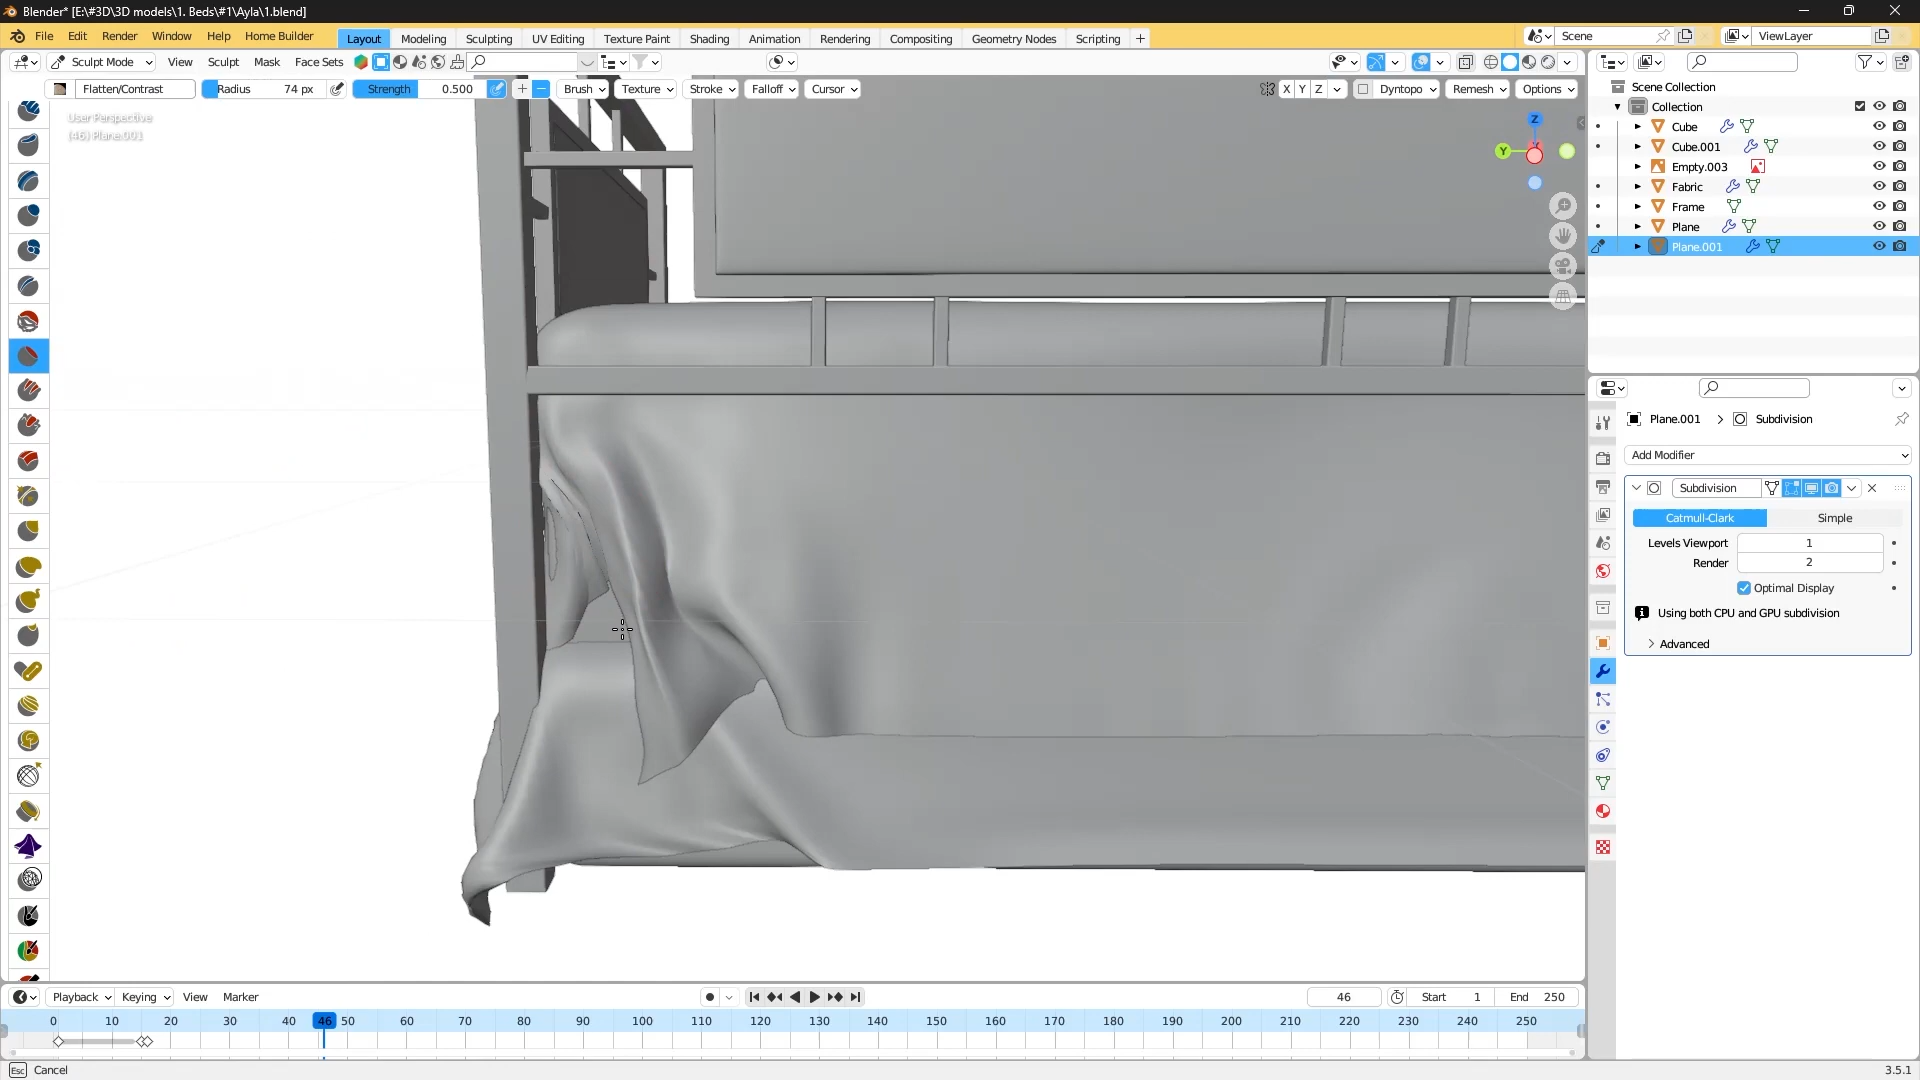 Blender* [E:\#3D\3D models\1. Beds\#1\Ayla\1.blend]
File Edit Render Window Help Home Builder Layout Modeling Sculpting UV Editing Texture Paint Shading Animation Rendering Compositing Geometry Nodes Scripting + Scene ViewLayer
Sculpt Mode View Sculpt Mask Face Sets
Flatten/Contrast Radius 74 px Strength 0.500 Brush Texture Stroke Falloff Cursor X Y Z Dyntopo Remesh Options
User Perspective
(46) Plane.001
Z
Y
Scene Collection
Collection
Cube
Cube.001
Empty.003
Fabric
Frame
Plane
Plane.001
Plane.001 > Subdivision
Add Modifier
Subdivision
Catmull-Clark Simple
Levels Viewport 1
Render 2
Optimal Display
Using both CPU and GPU subdivision
Advanced
Playback Keying View Marker 46 Start 1 End 250
0 10 20 30 40 46 50 60 70 80 90 100 110 120 130 140 150 160 170 180 190 200 210 220 230 240 250
Esc Cancel 3.5.1